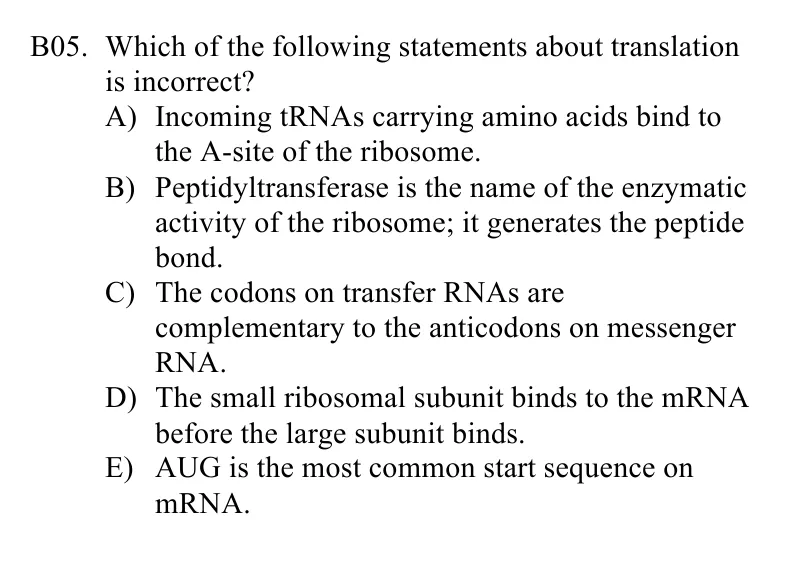 B05. Which of the following statements about translation
is incorrect?
A) Incoming tRNAs carrying amino acids bind to
the A-site of the ribosome.
B) Peptidyltransferase is the name of the enzymatic
activity of the ribosome; it generates the peptide
bond.
C) The codons on transfer RNAs are
complementary to the anticodons on messenger
RNA.
D) The small ribosomal subunit binds to the mRNA
before the large subunit binds.
E) AUG is the most common start sequence on
mRNA.